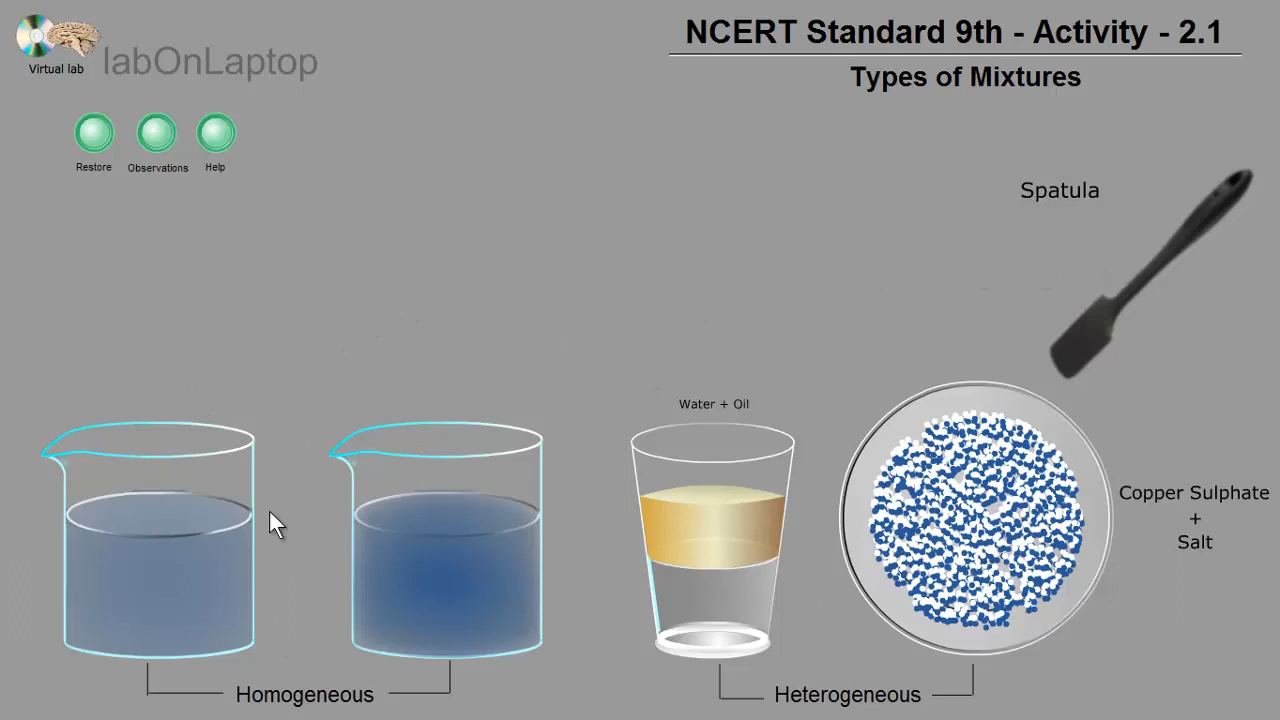 Virtual lab
labOnLaptop
NCERT Standard 9th - Activity - 2.1
Types of Mixtures
Restore
Observations
Help
Spatula
Water + Oil
Copper Sulphate
+
Salt
Homogeneous
Heterogeneous